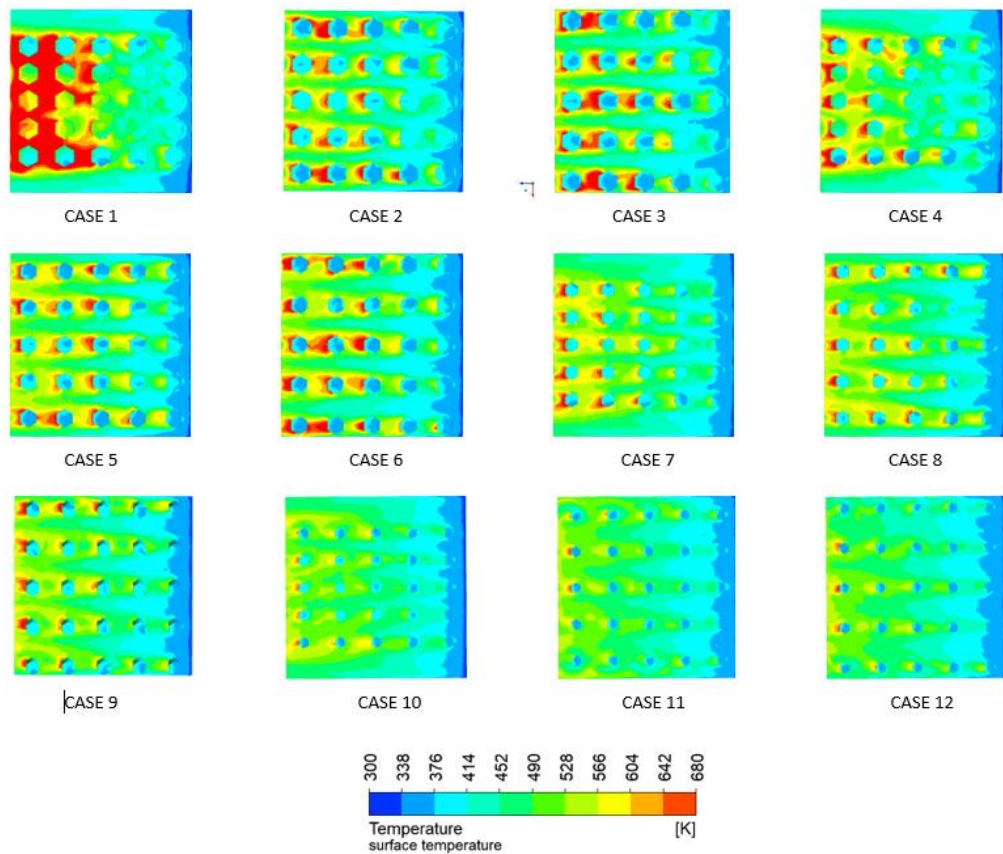 CASE 1 CASE 2 CASE 3 CASE 4
CASE 5 CASE 6 CASE 7 CASE 8
CASE 9 CASE 10 CASE 11 CASE 12
300 338 376 414 452 490 528 566 604 642 680
Temperature [K]
surface temperature